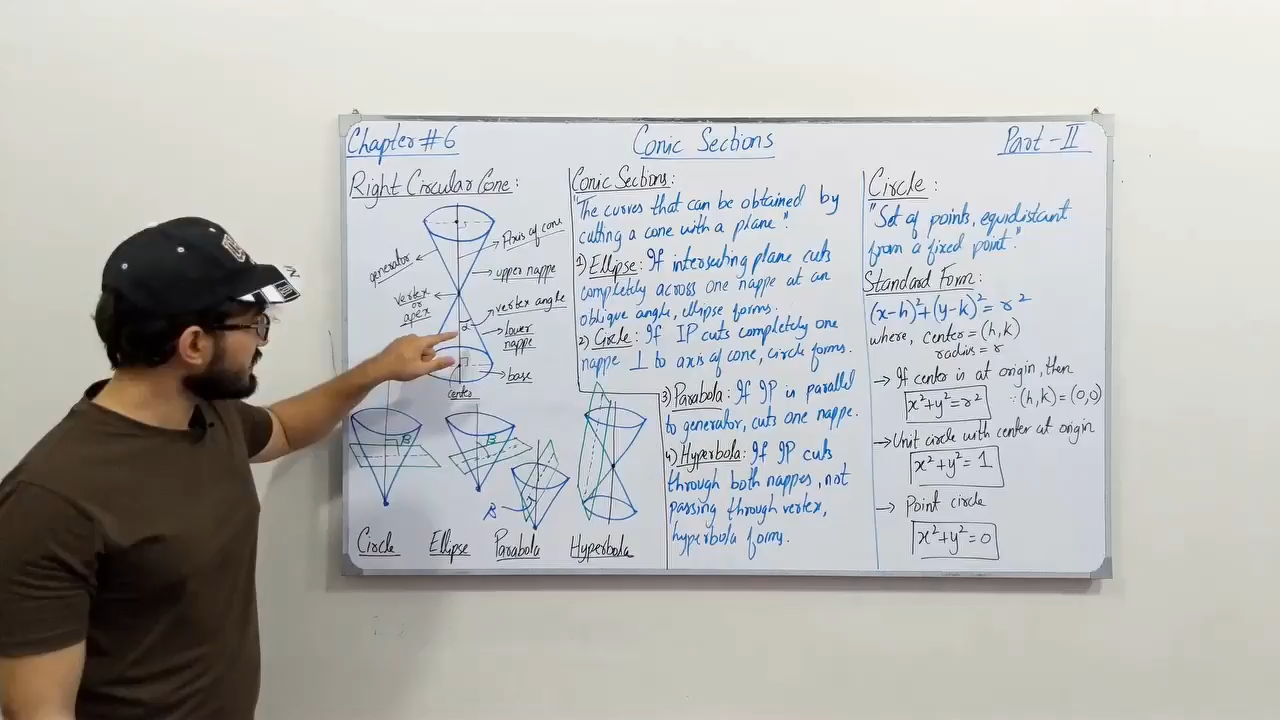 Chapter # 6
Conic Sections
Part - II
Right Circular Cone:
Axis of cone
generator
upper nappe
vertex
or
apex
vertex angle
α
lower
nappe
base
center
B
B
B
Circle
Ellipse
Parabola
Hyperbola
Conic Sections:
"The curves that can be obtained by
cutting a cone with a plane."
1) Ellipse: If intersecting plane cuts
completely across one nappe at an
oblique angle, ellipse forms.
2) Circle: If IP cuts completely one
nappe ⊥ to axis of cone, circle forms.
3) Parabola: If IP is parallel
to generator, cuts one nappe.
4) Hyperbola: If IP cuts
through both nappes, not
passing through vertex,
hyperbola forms.
Circle:
"Set of points, equidistant
from a fixed point."
Standard Form:
(x-h)²+(y-k)²= r²
where, center = (h,k)
radius = r
→ If center is at origin, then
x²+y²=r² ∵ (h,k) = (0,0)
→ Unit circle with center at origin
x²+y²=1
→ Point circle
x²+y²=0